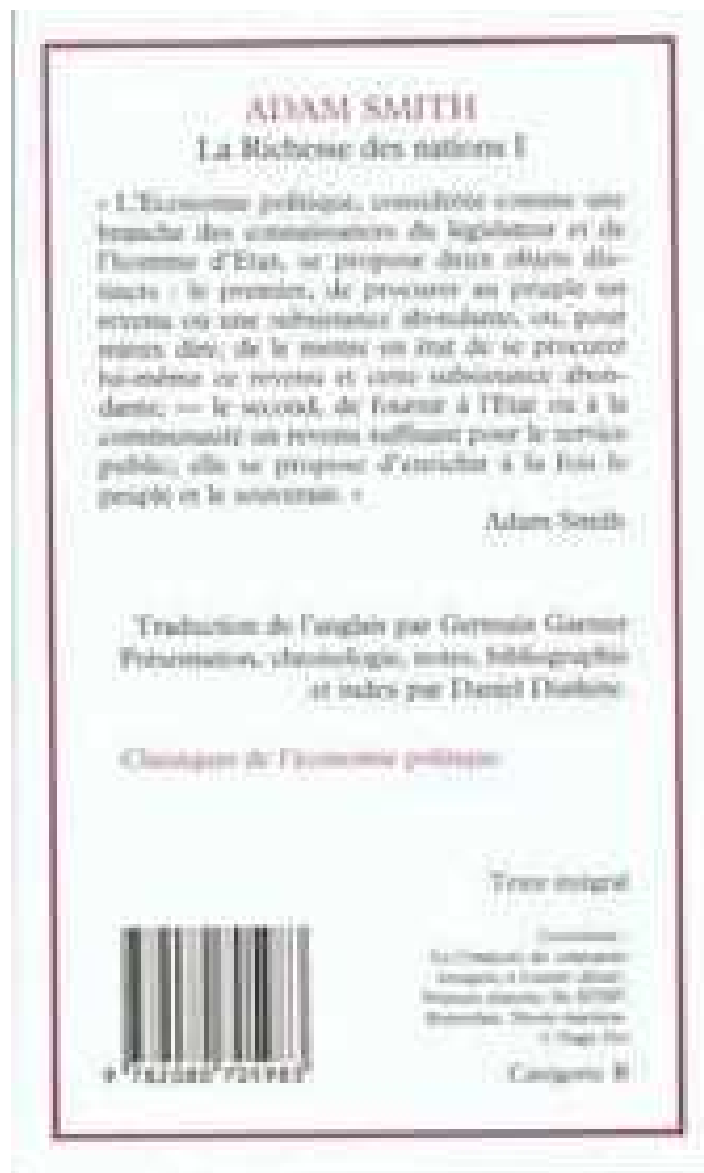 ADAM SMITH
La Richesse des nations I
« L'Economie politique, considérée comme une
branche des connaissances du législateur et de
l'homme d'Etat, se propose deux objets dis-
tincts : le premier, de procurer au peuple un
revenu ou une subsistance abondante, ou, pour
mieux dire, de le mettre en état de se procurer
lui-même ce revenu et cette subsistance abon-
dante; — le second, de fournir à l'Etat ou à la
communauté un revenu suffisant pour le service
public; elle se propose d'enrichir à la fois le
peuple et le souverain. »
Adam Smith
Traduction de l'anglais par Germain Garnier
Présentation, chronologie, notes, bibliographie
et index par Daniel Diatkine.
Classiques de l'économie politique
Texte intégral
Catégorie